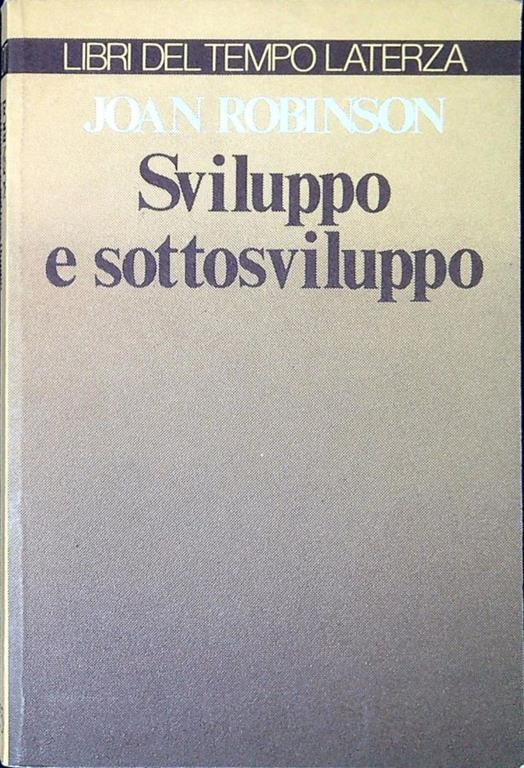 LIBRI DEL TEMPO LATERZA
JOAN ROBINSON
Sviluppo
e sottosviluppo